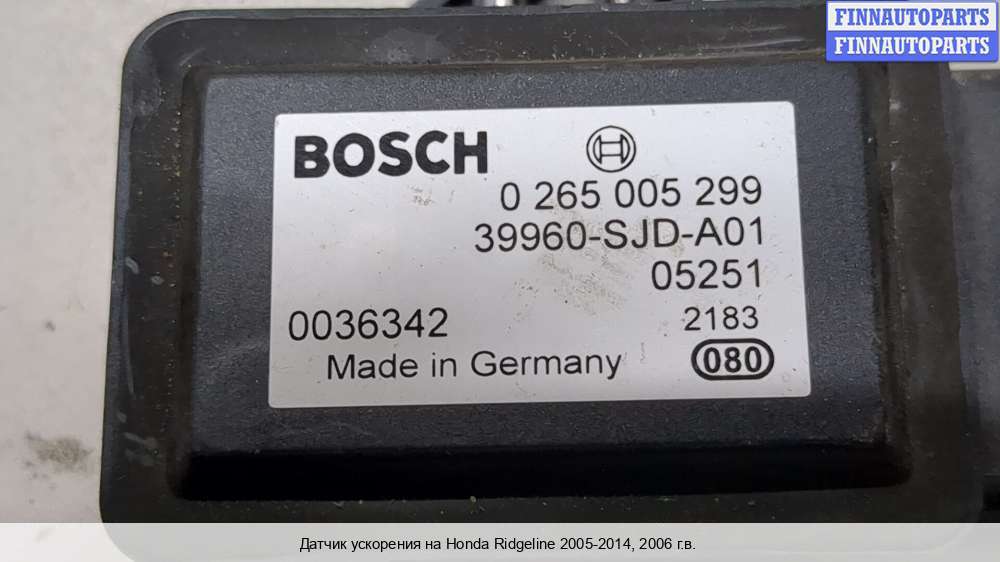 FINNAUTOPARTS
FINNAUTOPARTS
BOSCH
0 265 005 299
39960-SJD-A01
05251
0036342 2183
Made in Germany 080
Датчик ускорения на Honda Ridgeline 2005-2014, 2006 г.в.